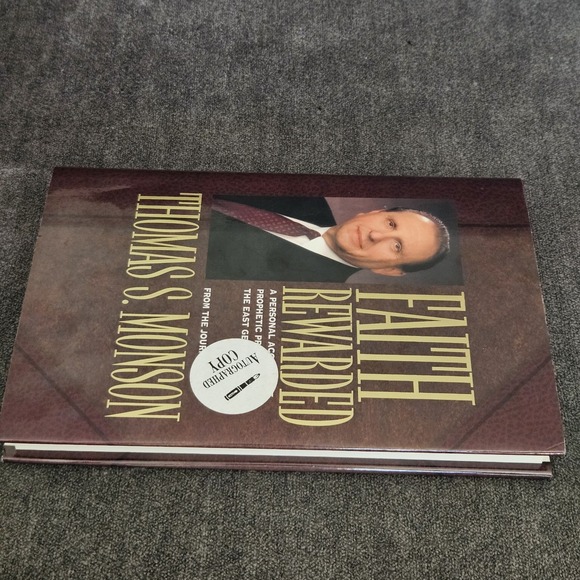 FAITH
REWARDED
A PERSONAL
PROPHETIC
THE EAST
FROM THE
THOMAS S. MONSON
AUTOGRAPHED
COPY